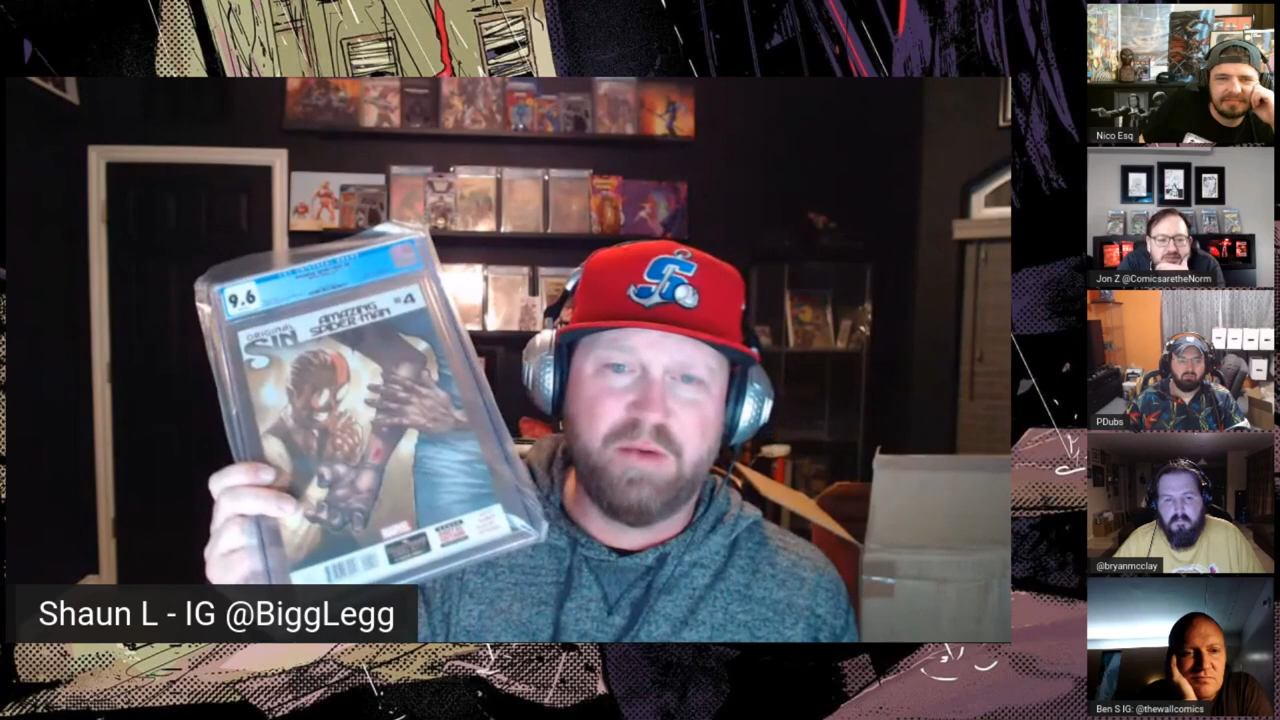 9.6
ORIGINAL
SIN
AMAZING
SPIDER-MAN
#4
MARVEL
S
Shaun L - IG @BiggLegg
Nico Esq
Jon Z @ComicsaretheNorm
PDubs
@bryanmcclay
Ben S IG: @thewallcomics